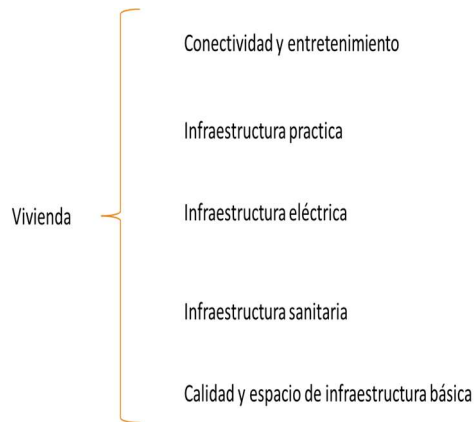 Conectividad y entretenimiento
Infraestructura practica
Vivienda
Infraestructura eléctrica
Infraestructura sanitaria
Calidad y espacio de infraestructura básica